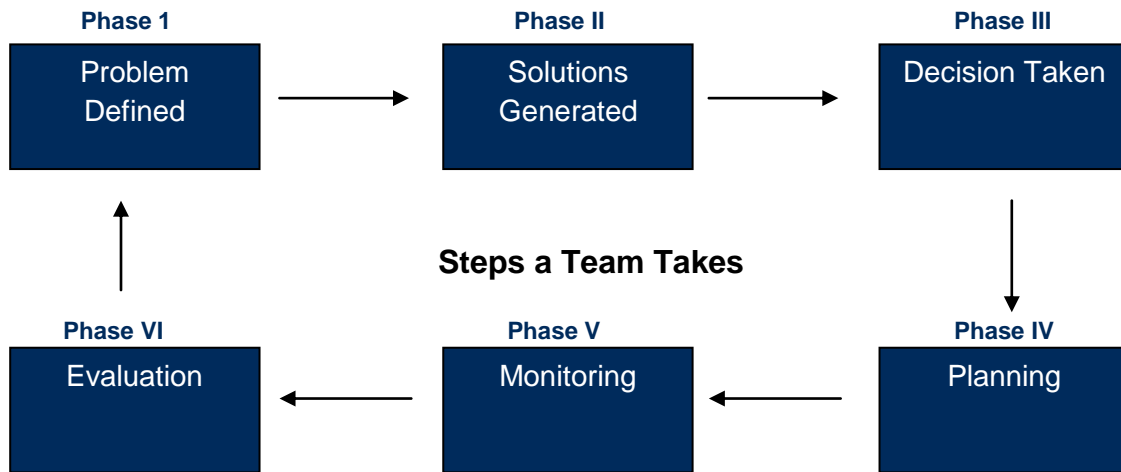 Phase 1
Problem
Defined
Phase II
Solutions
Generated
Phase III
Decision Taken
Steps a Team Takes
Phase IV
Planning
Phase V
Monitoring
Phase VI
Evaluation